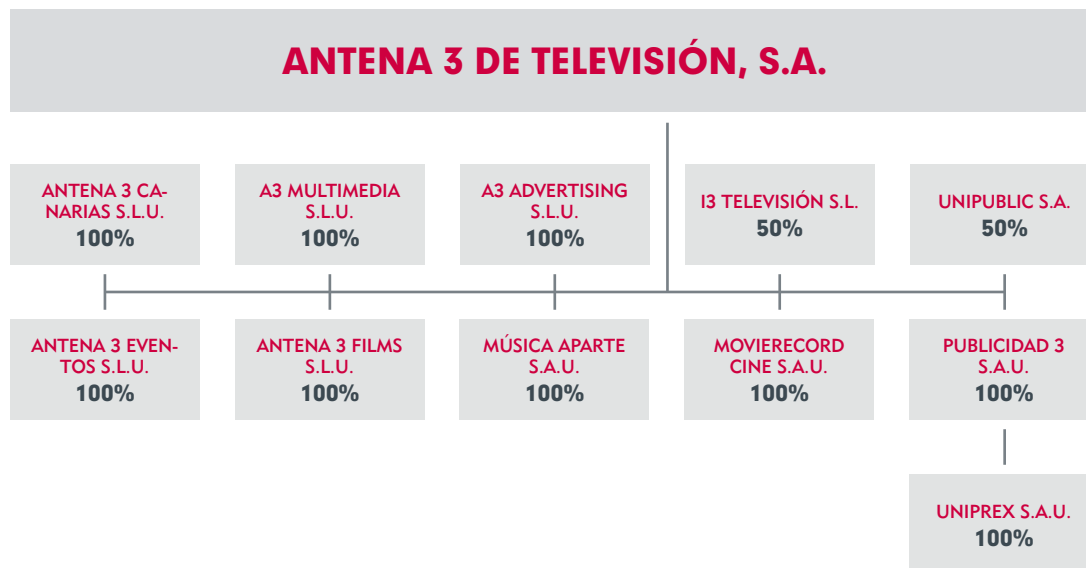 ANTENA 3 DE TELEVISIÓN, S.A.
ANTENA 3 CA-
NARIAS S.L.U.
100%
A3 MULTIMEDIA
S.L.U.
100%
A3 ADVERTISING
S.L.U.
100%
I3 TELEVISIÓN S.L.
50%
UNIPUBLIC S.A.
50%
ANTENA 3 EVEN-
TOS S.L.U.
100%
ANTENA 3 FILMS
S.L.U.
100%
MÚSICA APARTE
S.A.U.
100%
MOVIERECORD
CINE S.A.U.
100%
PUBLICIDAD 3
S.A.U.
100%
UNIPREX S.A.U.
100%